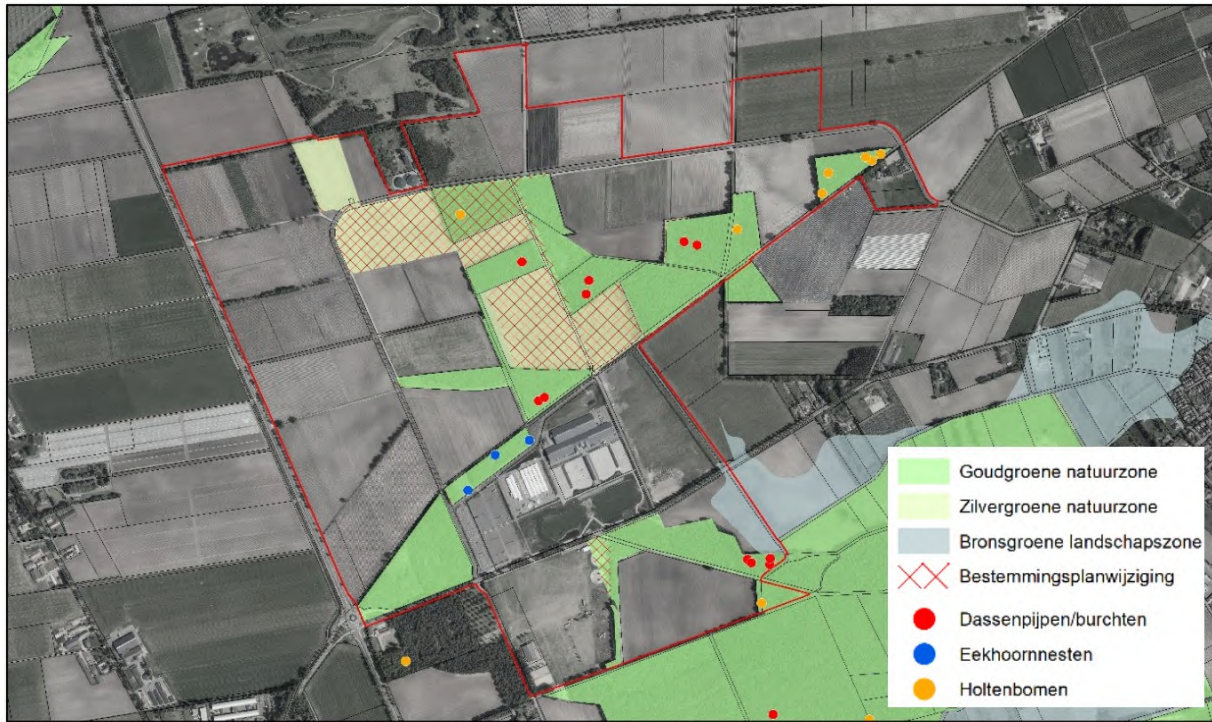 Goudgroene natuurzone
Zilvergroene natuurzone
Bronsgroene landschapszone
Bestemmingsplanwijziging
Dassenpijpen/burchten
Eekhoornnesten
Holtenbomen